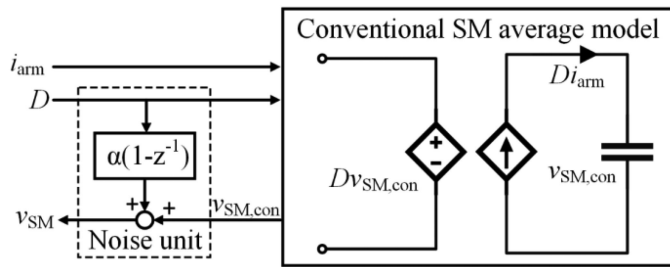 Conventional SM average model
i_arm
D
Di_arm
α(1-z^-1)
+
-
Dv_SM,con
v_SM,con
+ +
v_SM,con
v_SM
Noise unit